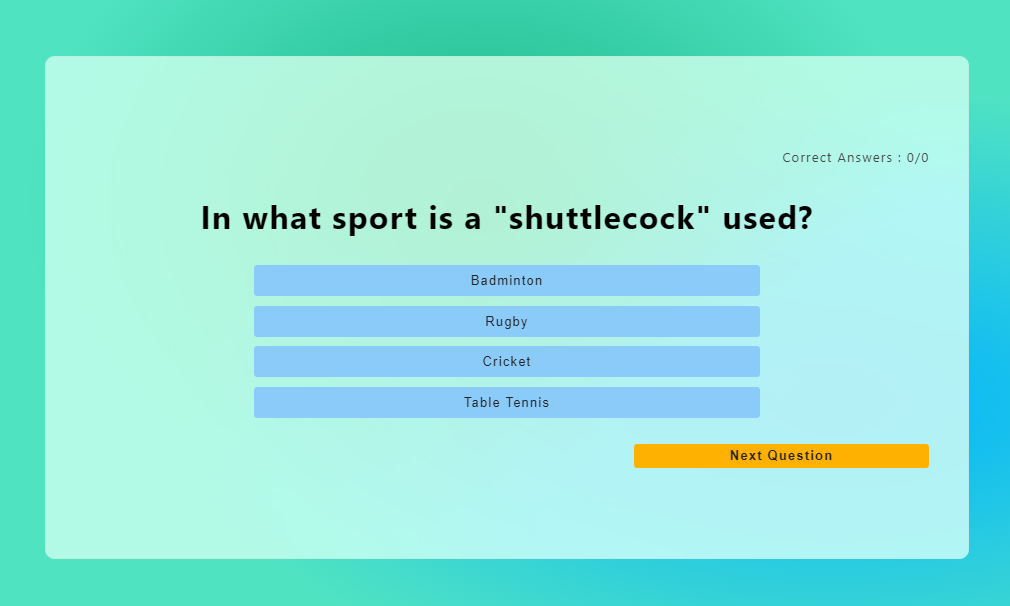 Correct Answers : 0/0
In what sport is a "shuttlecock" used?
Badminton
Rugby
Cricket
Table Tennis
Next Question